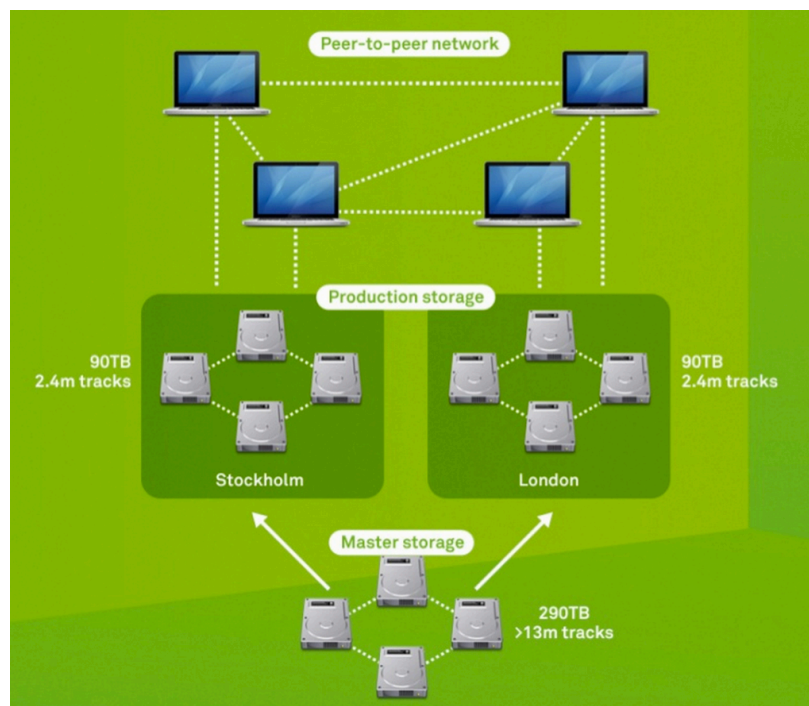 Peer-to-peer network
Production storage
90TB
2.4m tracks
90TB
2.4m tracks
Stockholm
London
Master storage
290TB
>13m tracks